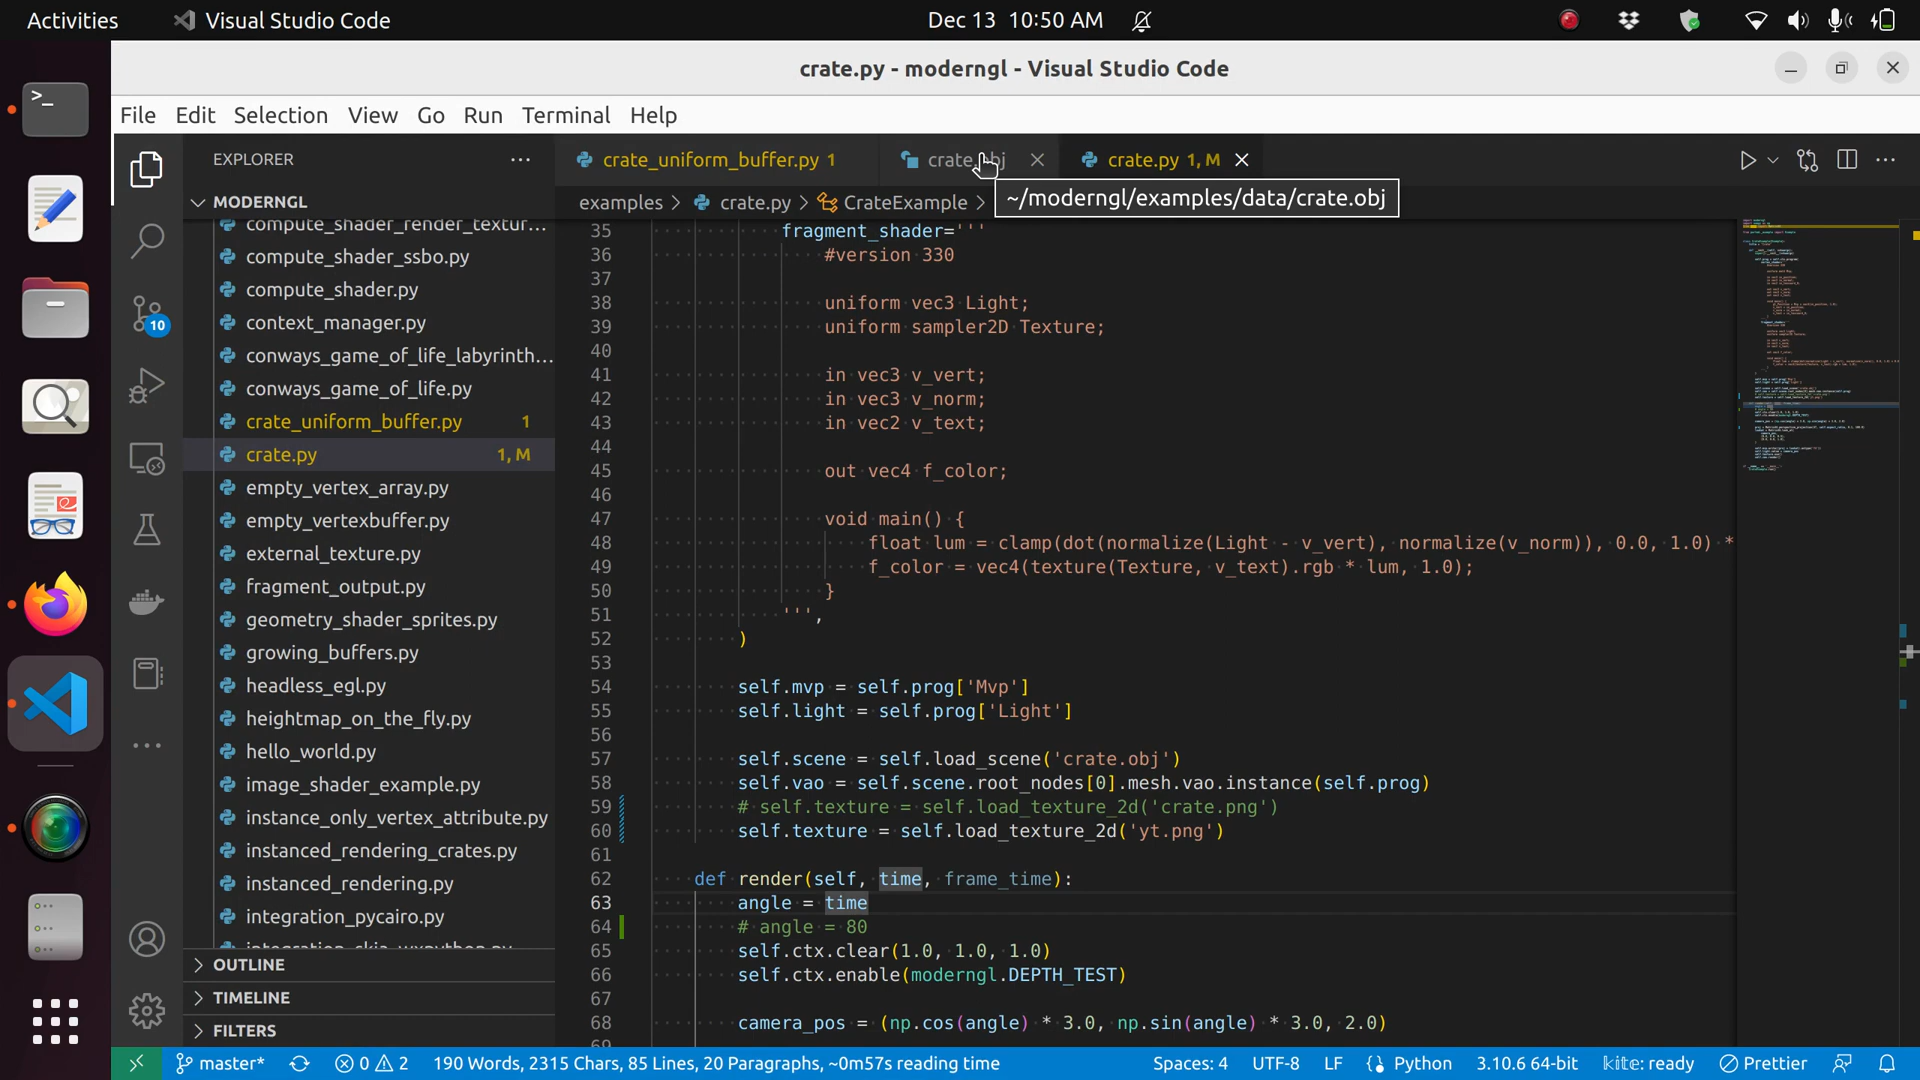 Activities
Visual Studio Code
Dec 13 10:50 AM
crate.py - moderngl - Visual Studio Code
File Edit Selection View Go Run Terminal Help
EXPLORER
crate_uniform_buffer.py 1
crate.obj
crate.py 1, M
MODERNGL
examples > crate.py > CrateExample >
~/moderngl/examples/data/crate.obj
compute_shader_render_textur...
compute_shader_ssbo.py
compute_shader.py
context_manager.py
conways_game_of_life_labyrinth...
conways_game_of_life.py
crate_uniform_buffer.py 1
crate.py 1, M
empty_vertex_array.py
empty_vertexbuffer.py
external_texture.py
fragment_output.py
geometry_shader_sprites.py
growing_buffers.py
headless_egl.py
heightmap_on_the_fly.py
hello_world.py
image_shader_example.py
instance_only_vertex_attribute.py
instanced_rendering_crates.py
instanced_rendering.py
integration_pycairo.py
OUTLINE
TIMELINE
FILTERS
10
35 fragment_shader='''
36 #version 330
37
38 uniform vec3 Light;
39 uniform sampler2D Texture;
40
41 in vec3 v_vert;
42 in vec3 v_norm;
43 in vec2 v_text;
44
45 out vec4 f_color;
46
47 void main() {
48 float lum = clamp(dot(normalize(Light - v_vert), normalize(v_norm)), 0.0, 1.0) *
49 f_color = vec4(texture(Texture, v_text).rgb * lum, 1.0);
50 }
51 ''',
52 )
53
54 self.mvp = self.prog['Mvp']
55 self.light = self.prog['Light']
56
57 self.scene = self.load_scene('crate.obj')
58 self.vao = self.scene.root_nodes[0].mesh.vao.instance(self.prog)
59 # self.texture = self.load_texture_2d('crate.png')
60 self.texture = self.load_texture_2d('yt.png')
61
62 def render(self, time, frame_time):
63 angle = time
64 # angle = 80
65 self.ctx.clear(1.0, 1.0, 1.0)
66 self.ctx.enable(moderngl.DEPTH_TEST)
67
68 camera_pos = (np.cos(angle) * 3.0, np.sin(angle) * 3.0, 2.0)
69
master* 0 2 190 Words, 2315 Chars, 85 Lines, 20 Paragraphs, ~0m57s reading time Spaces: 4 UTF-8 LF Python 3.10.6 64-bit kite: ready Prettier